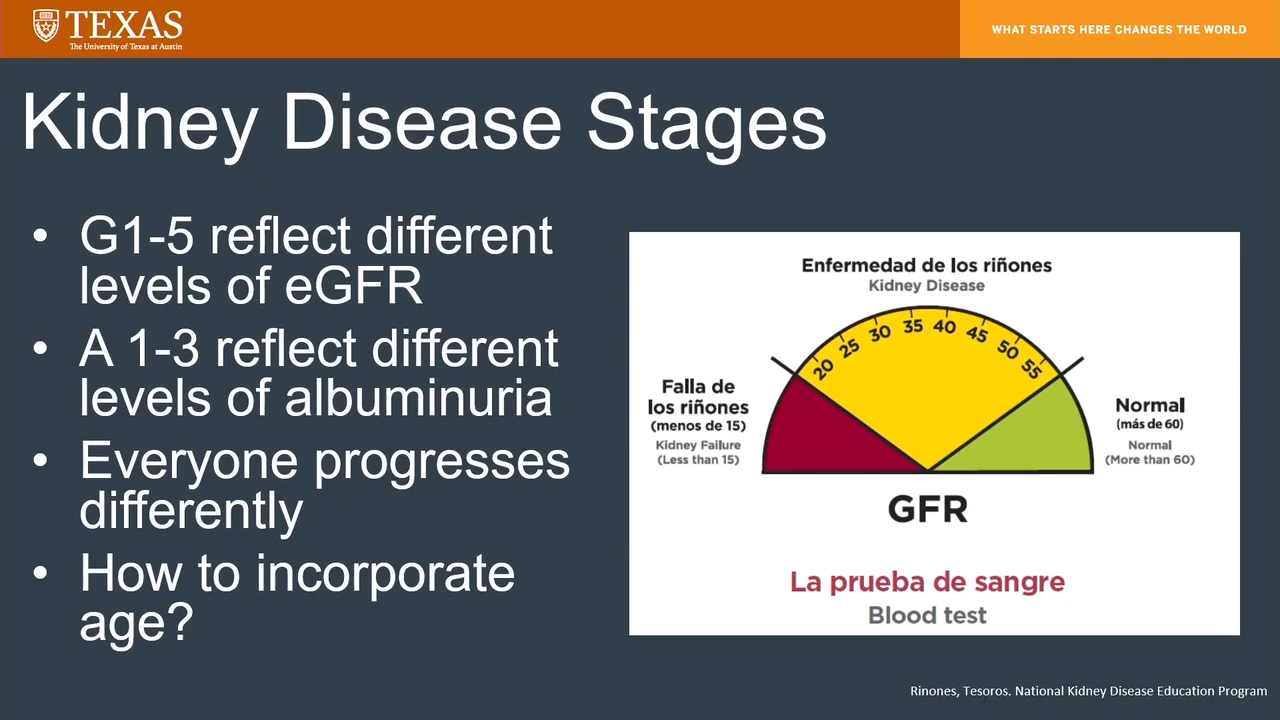 TEXAS
The University of Texas at Austin
WHAT STARTS HERE CHANGES THE WORLD
Kidney Disease Stages
• G1-5 reflect different
levels of eGFR
• A 1-3 reflect different
levels of albuminuria
• Everyone progresses
differently
• How to incorporate
age?
Enfermedad de los riñones
Kidney Disease
20 25 30 35 40 45 50 55
Falla de
los riñones
(menos de 15)
Kidney Failure
(Less than 15)
Normal
(más de 60)
Normal
(More than 60)
GFR
La prueba de sangre
Blood test
Rinones, Tesoros. National Kidney Disease Education Program